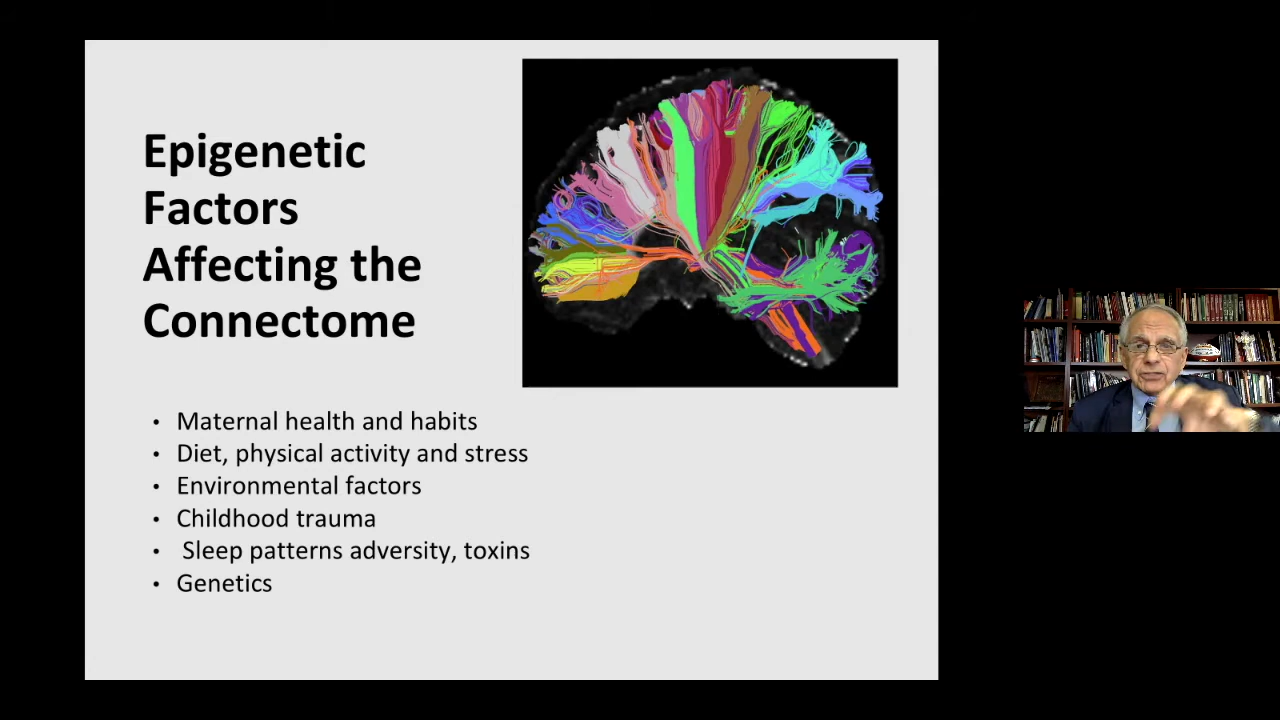 Epigenetic
Factors
Affecting the
Connectome
• Maternal health and habits
• Diet, physical activity and stress
• Environmental factors
• Childhood trauma
• Sleep patterns adversity, toxins
• Genetics